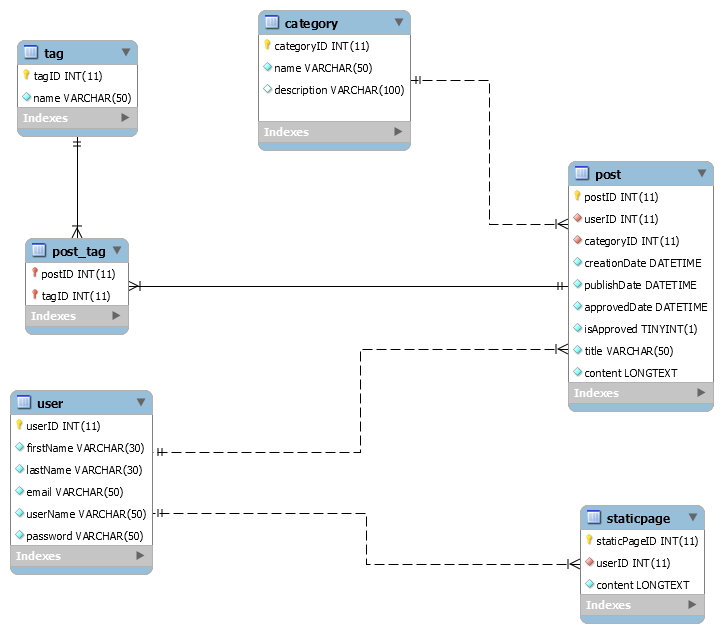 tag
tagID INT(11)
name VARCHAR(50)
Indexes
category
categoryID INT(11)
name VARCHAR(50)
description VARCHAR(100)
Indexes
post
postID INT(11)
userID INT(11)
categoryID INT(11)
creationDate DATETIME
publishDate DATETIME
approvedDate DATETIME
isApproved TINYINT(1)
title VARCHAR(50)
content LONGTEXT
Indexes
post_tag
postID INT(11)
tagID INT(11)
Indexes
user
userID INT(11)
firstName VARCHAR(30)
lastName VARCHAR(30)
email VARCHAR(50)
userName VARCHAR(50)
password VARCHAR(50)
Indexes
staticpage
staticPageID INT(11)
userID INT(11)
content LONGTEXT
Indexes